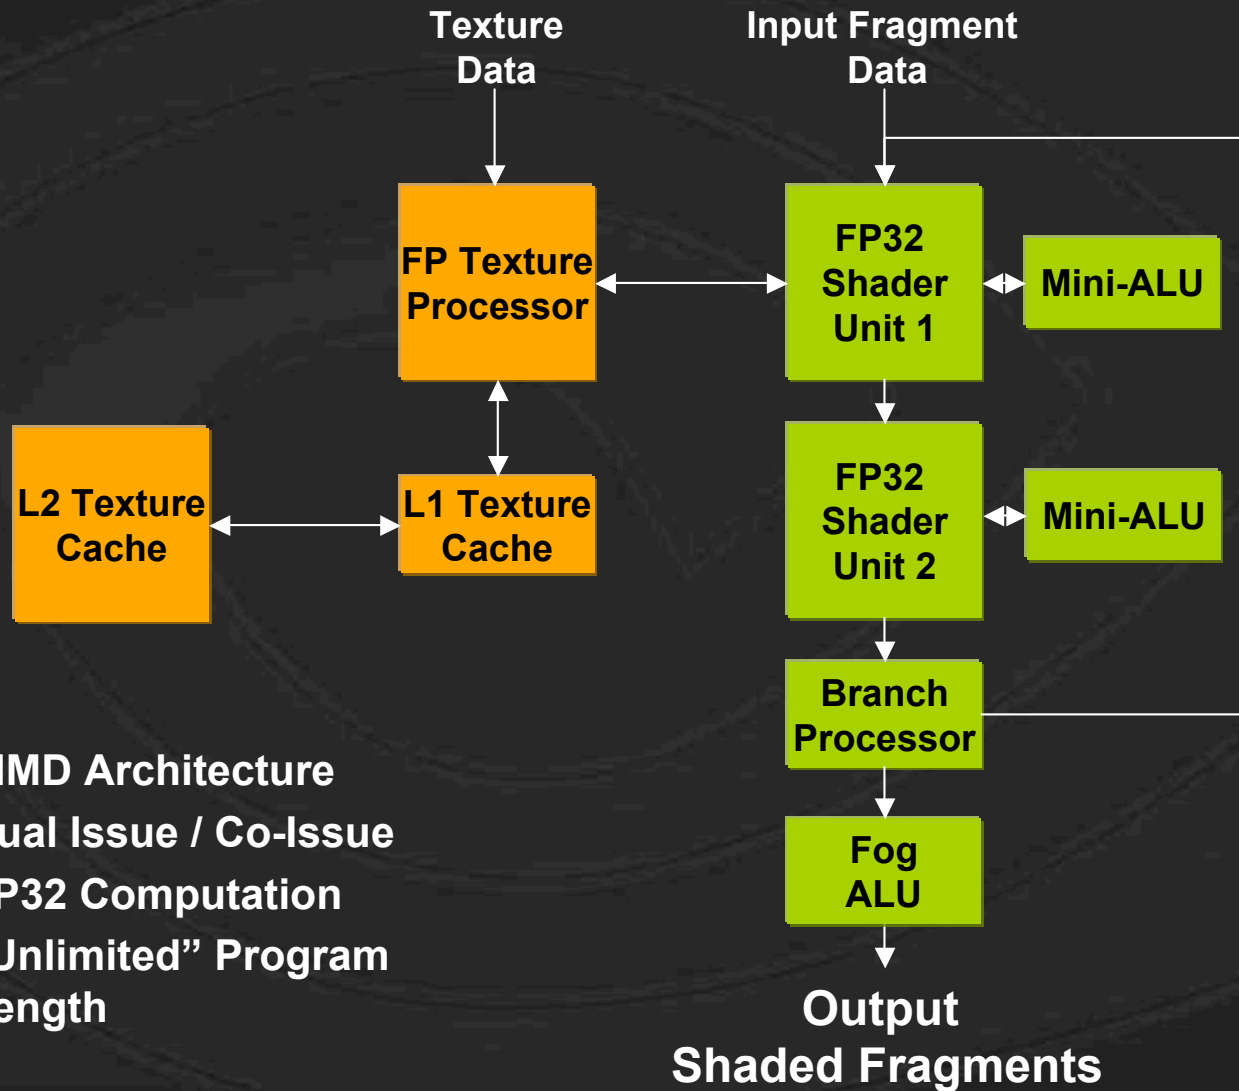 Texture
Data
Input Fragment
Data
FP Texture
Processor
FP32
Shader
Unit 1
Mini-ALU
L2 Texture
Cache
L1 Texture
Cache
FP32
Shader
Unit 2
Mini-ALU
Branch
Processor
Fog
ALU
IMD Architecture
ual Issue / Co-Issue
P32 Computation
Unlimited” Program
ength
Output
Shaded Fragments